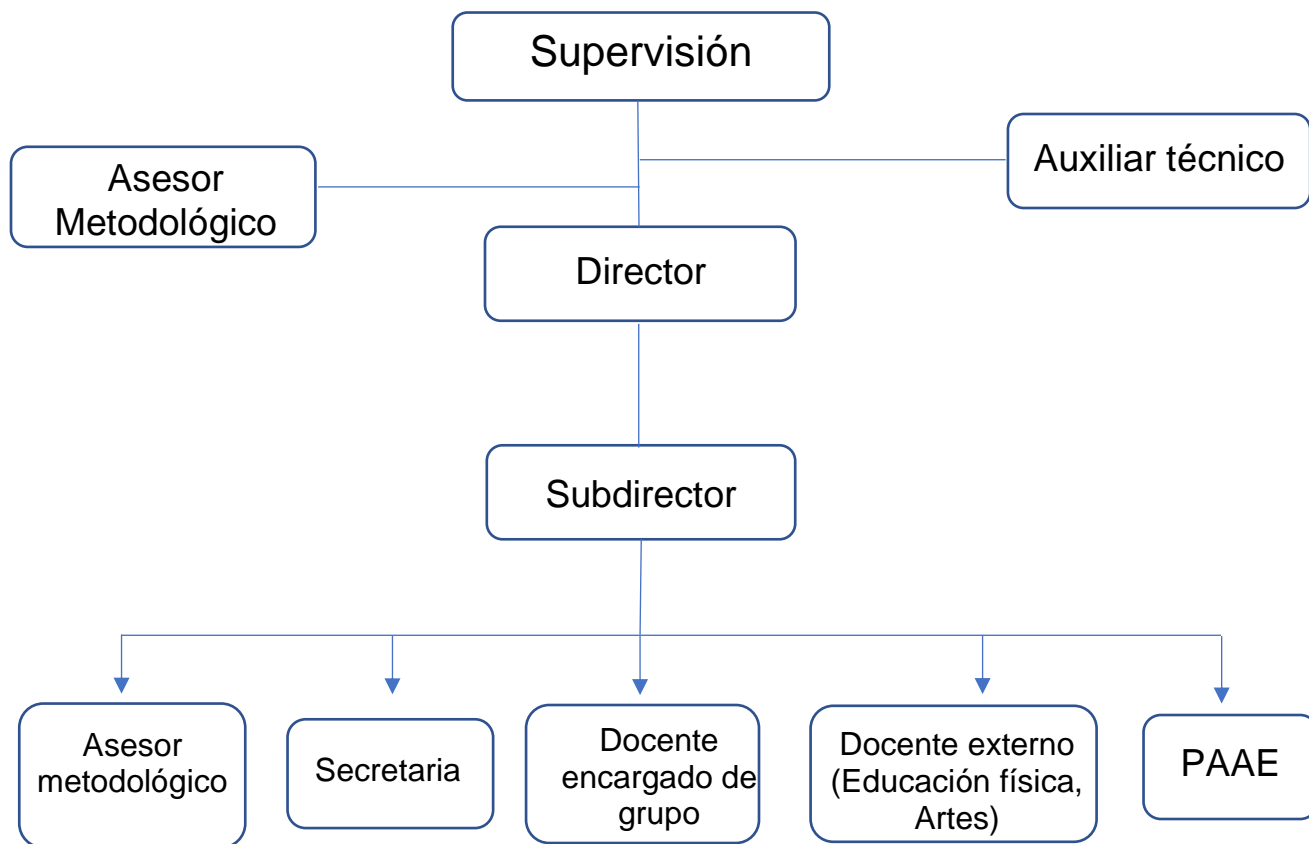 Supervisión
Auxiliar técnico
Asesor
Metodológico
Director
Subdirector
Asesor
metodológico
Secretaria
Docente
encargado de
grupo
Docente externo
(Educación física,
Artes)
PAAE